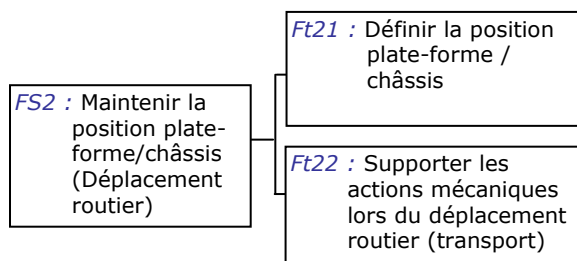 FS2 : Maintenir la
position plate-
forme/châssis
(Déplacement
routier)
Ft21 : Définir la position
plate-forme /
châssis
Ft22 : Supporter les
actions mécaniques
lors du déplacement
routier (transport)